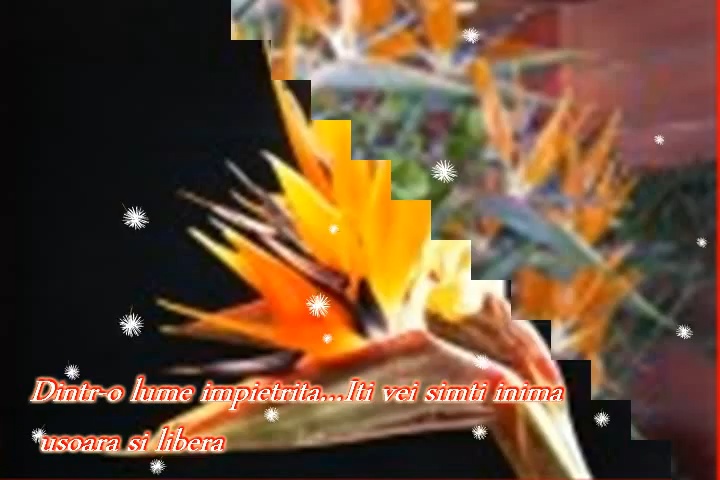 Dintr-o lume impietrita...Iti vei simti inima
usoara si libera